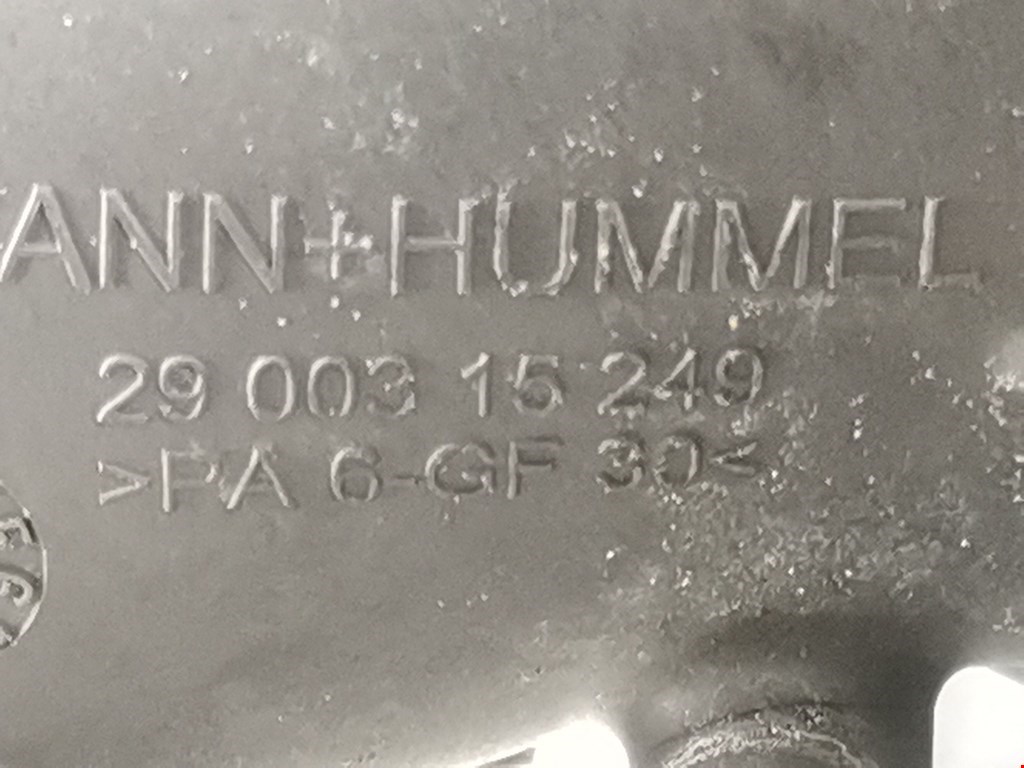 ANN+HUMMEL
29 003 15 249
>PA 6-GF 30<